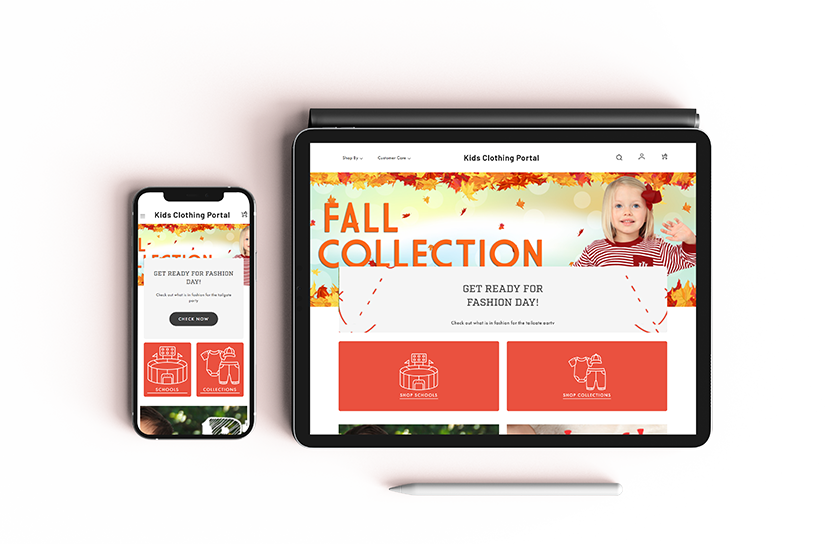 Kids Clothing Portal
L
LECTION
GET READY FOR FASHION
DAY!
Check out what is in fashion for the tailgate
party
CHECK NOW
SCHOOLS
COLLECTIONS
Shop By
Customer Care
Kids Clothing Portal
FALL
COLLECTION
GET READY FOR
FASHION DAY!
Check out what is in fashion for the tailgate party
SHOP SCHOOLS
SHOP COLLECTIONS